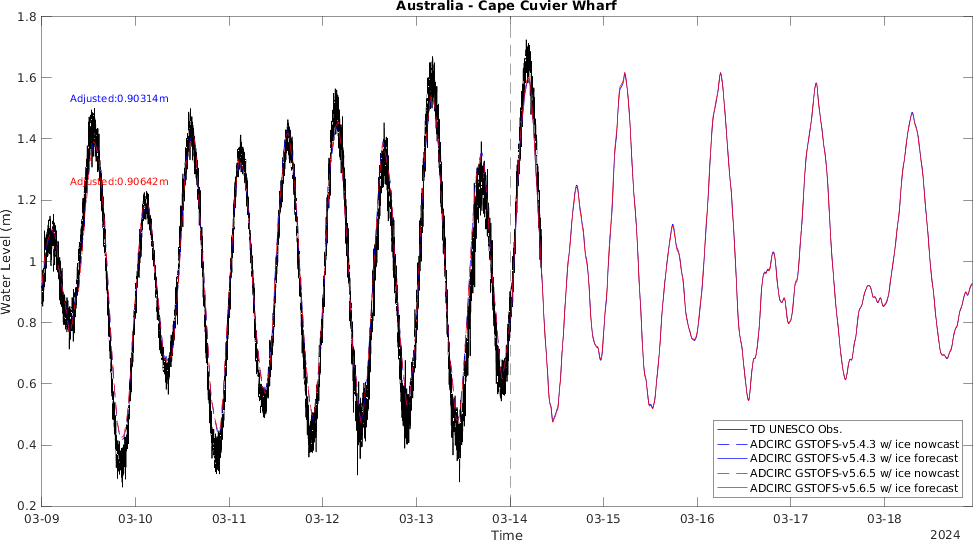 Australia - Cape Cuvier Wharf
1.8
1.6
1.4
1.2
1
0.8
0.6
0.4
0.2
Water Level (m)
Adjusted:0.90314m
Adjusted:0.90642m
TD UNESCO Obs.
ADCIRC GSTOFS-v5.4.3 w/ ice nowcast
ADCIRC GSTOFS-v5.4.3 w/ ice forecast
ADCIRC GSTOFS-v5.6.5 w/ ice nowcast
ADCIRC GSTOFS-v5.6.5 w/ ice forecast
03-09 03-10 03-11 03-12 03-13 03-14 03-15 03-16 03-17 03-18
Time
2024